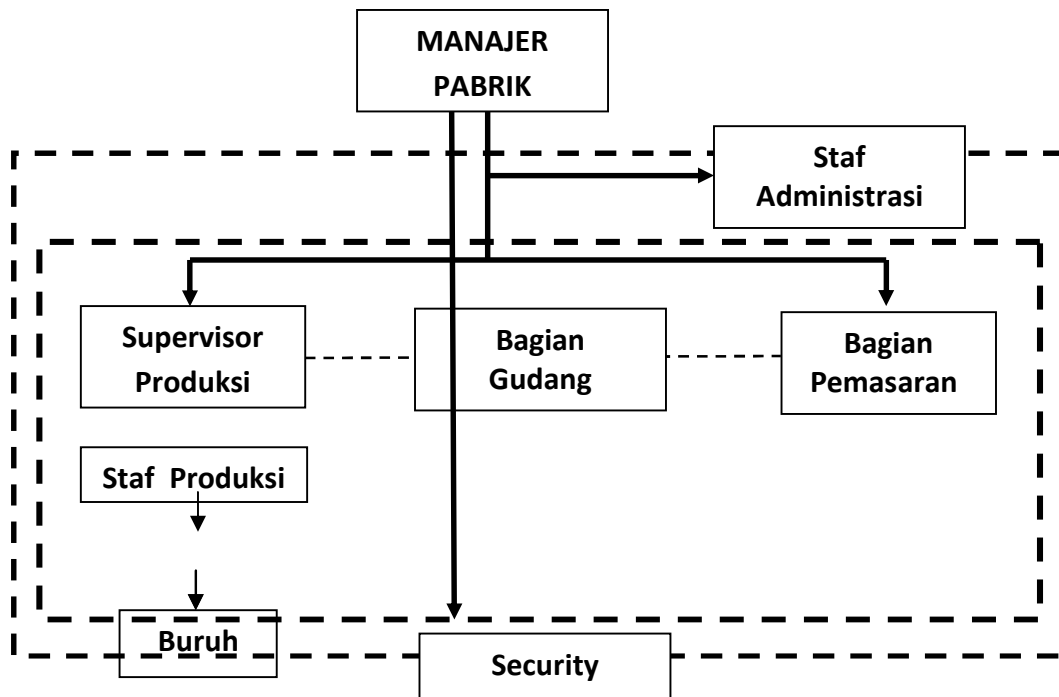 MANAJER
PABRIK
Staf
Administrasi
Supervisor
Produksi
Bagian
Gudang
Bagian
Pemasaran
Staf  Produksi
Buruh
Security